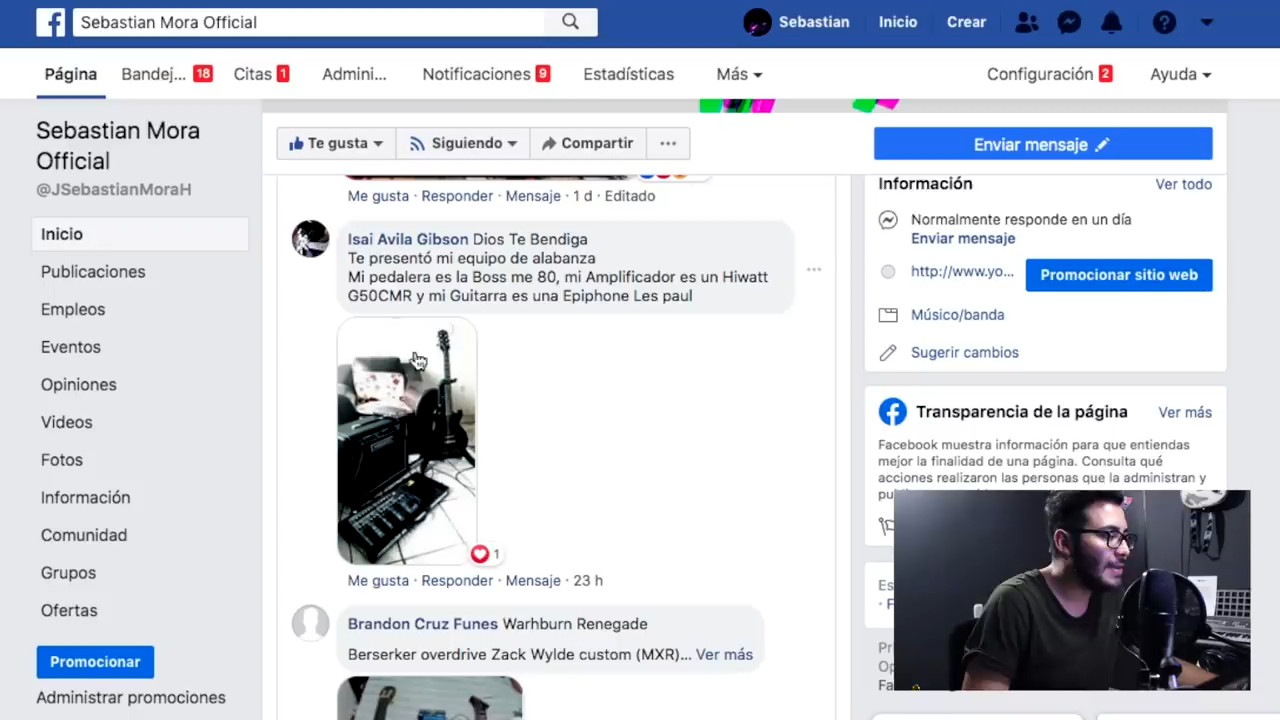 Sebastian Mora Official
Sebastian
Inicio
Crear
Página
Bandej... 18
Citas 1
Admini...
Notificaciones 9
Estadísticas
Más
Configuración 2
Ayuda
Sebastian Mora
Official
@JSebastianMoraH
Inicio
Publicaciones
Empleos
Eventos
Opiniones
Videos
Fotos
Información
Comunidad
Grupos
Ofertas
Promocionar
Administrar promociones
Te gusta
Siguiendo
Compartir
Enviar mensaje
Me gusta · Responder · Mensaje · 1 d · Editado
Isai Avila Gibson Dios Te Bendiga
Te presentó mi equipo de alabanza
Mi pedalera es la Boss me 80, mi Amplificador es un Hiwatt
G50CMR y mi Guitarra es una Epiphone Les paul
1
Me gusta · Responder · Mensaje · 23 h
Brandon Cruz Funes Warhburn Renegade
Berserker overdrive Zack Wylde custom (MXR)... Ver más
Información
Ver todo
Normalmente responde en un día
Enviar mensaje
http://www.yo...
Promocionar sitio web
Músico/banda
Sugerir cambios
Transparencia de la página
Ver más
Facebook muestra información para que entiendas
mejor la finalidad de una página. Consulta qué
acciones realizaron las personas que la administran y